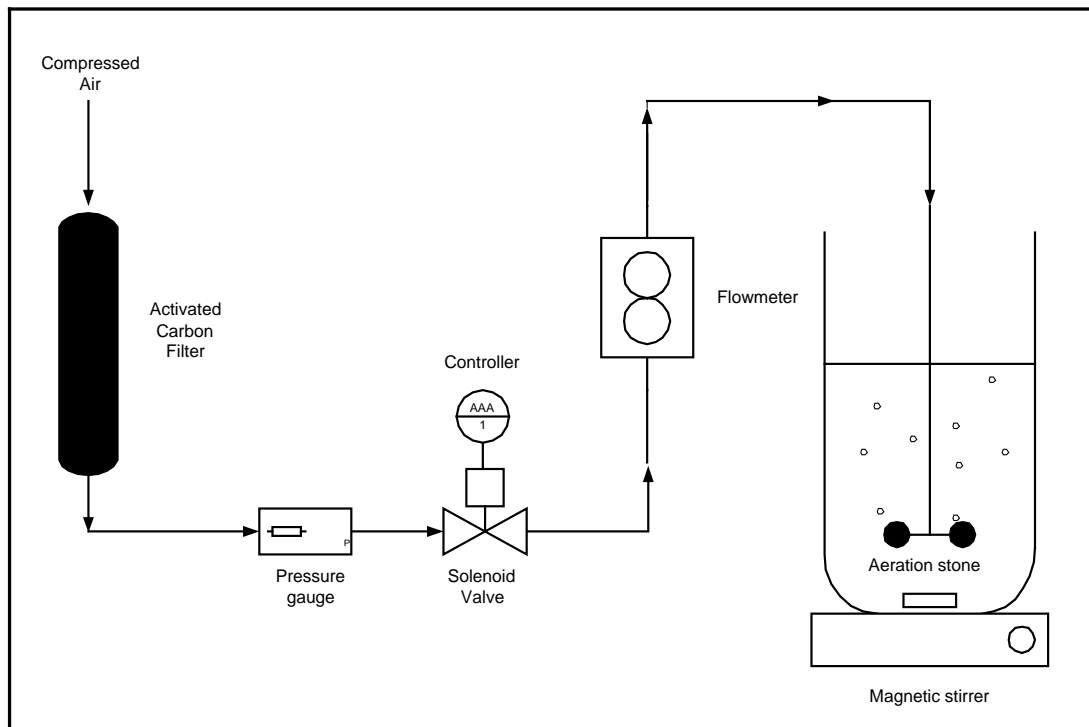 Compressed
Air
Activated
Carbon
Filter
Controller
AAA
1
Flowmeter
P
Pressure
gauge
Solenoid
Valve
Aeration stone
Magnetic stirrer